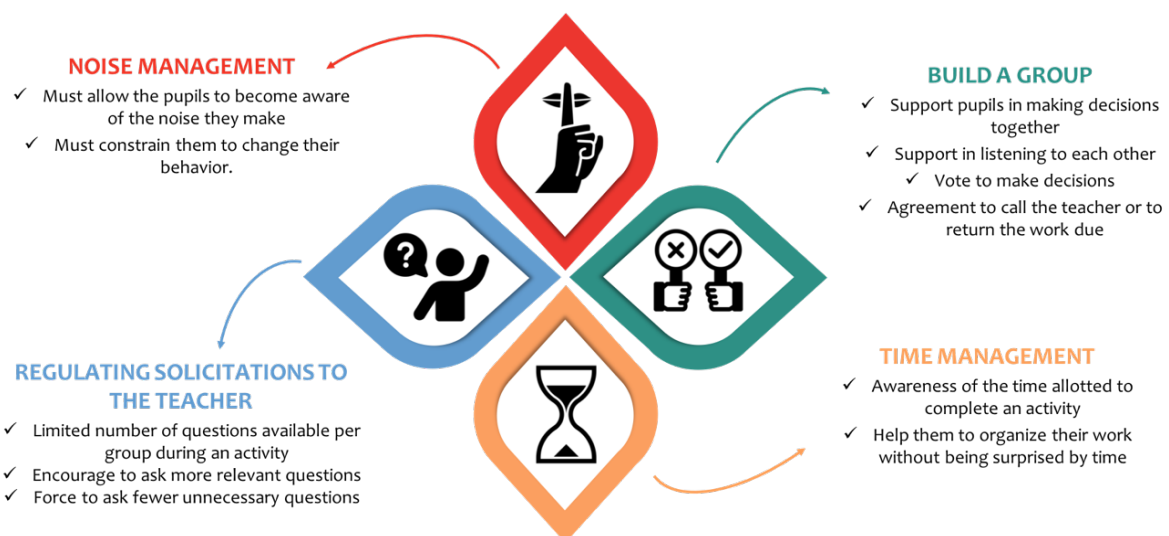 NOISE MANAGEMENT
✓ Must allow the pupils to become aware
of the noise they make
✓ Must constrain them to change their
behavior.
BUILD A GROUP
✓ Support pupils in making decisions
together
✓ Support in listening to each other
✓ Vote to make decisions
✓ Agreement to call the teacher or to
return the work due
?
REGULATING SOLICITATIONS TO
THE TEACHER
✓ Limited number of questions available per
group during an activity
✓ Encourage to ask more relevant questions
✓ Force to ask fewer unnecessary questions
TIME MANAGEMENT
✓ Awareness of the time allotted to
complete an activity
✓ Help them to organize their work
without being surprised by time